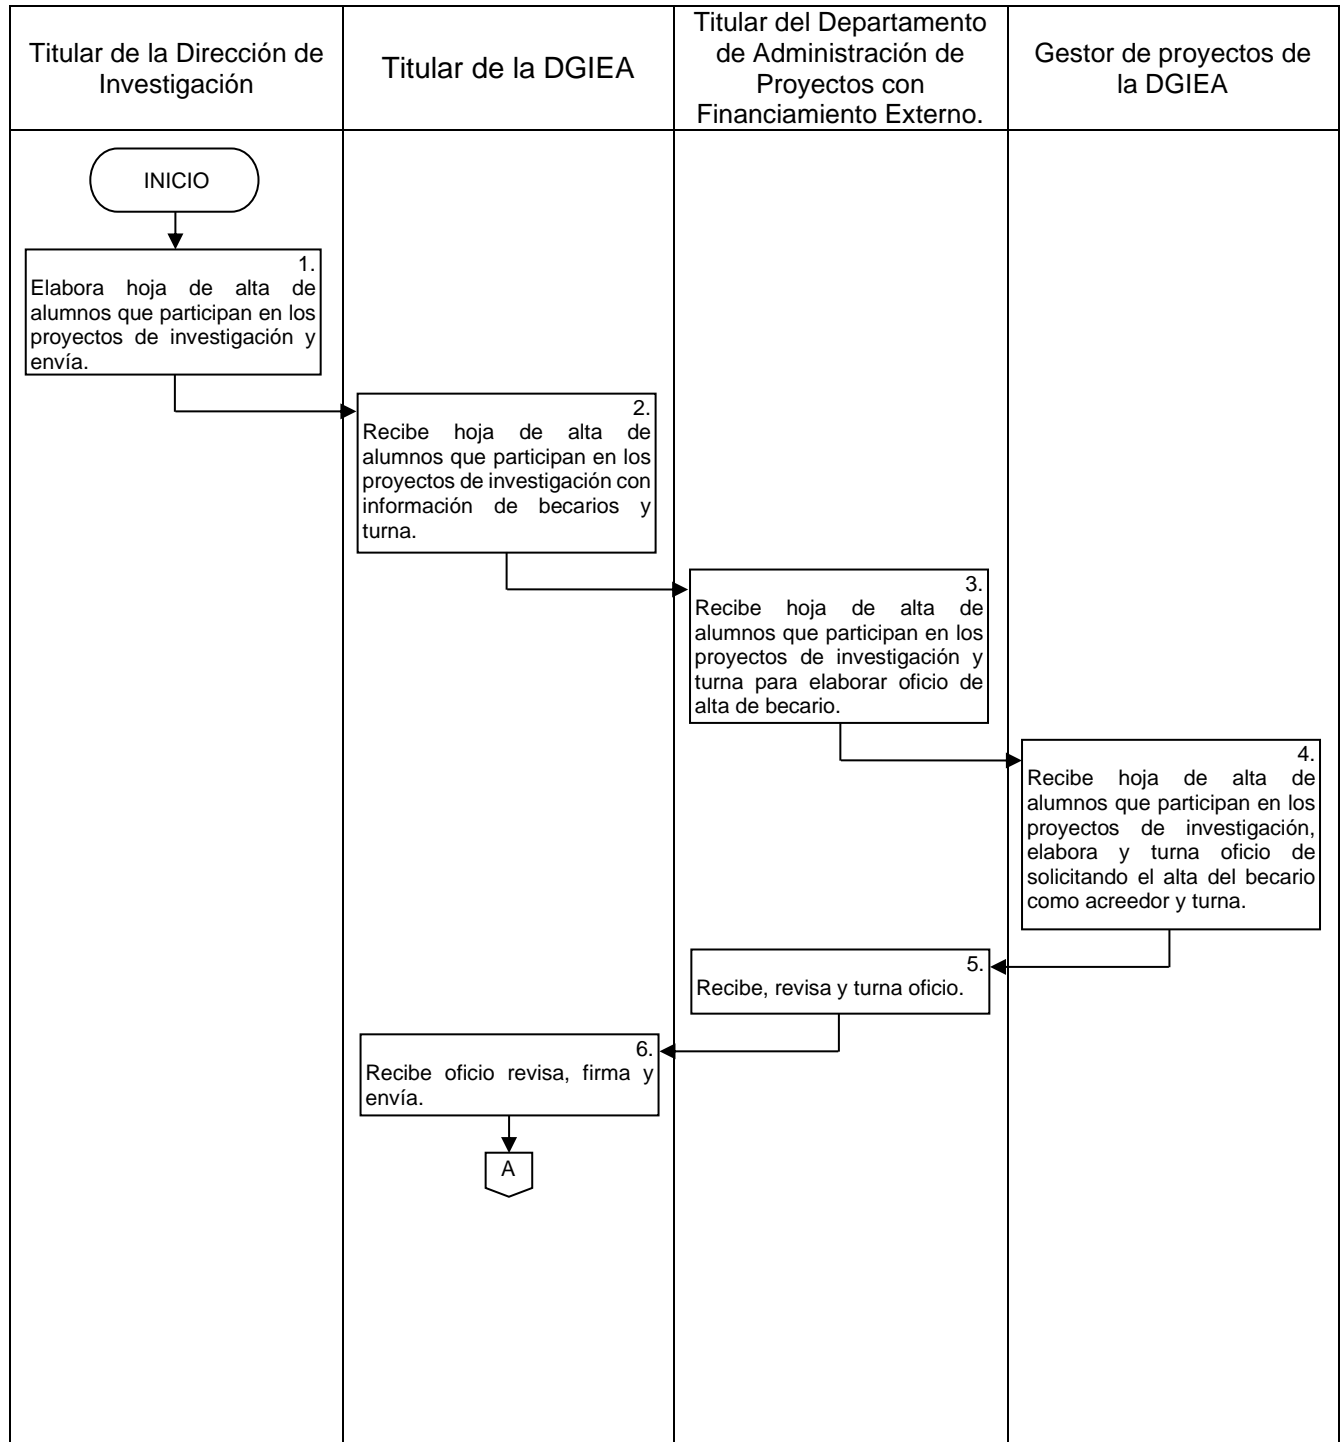 Titular de la Dirección de
Investigación
Titular de la DGIEA
Titular del Departamento
de Administración de
Proyectos con
Financiamiento Externo.
Gestor de proyectos de
la DGIEA
INICIO
1.
Elabora hoja de alta de
alumnos que participan en los
proyectos de investigación y
envía.
2.
Recibe hoja de alta de
alumnos que participan en los
proyectos de investigación con
información de becarios y
turna.
3.
Recibe hoja de alta de
alumnos que participan en los
proyectos de investigación y
turna para elaborar oficio de
alta de becario.
4.
Recibe hoja de alta de
alumnos que participan en los
proyectos de investigación,
elabora y turna oficio de
solicitando el alta del becario
como acreedor y turna.
5.
Recibe, revisa y turna oficio.
6.
Recibe oficio revisa, firma y
envía.
A